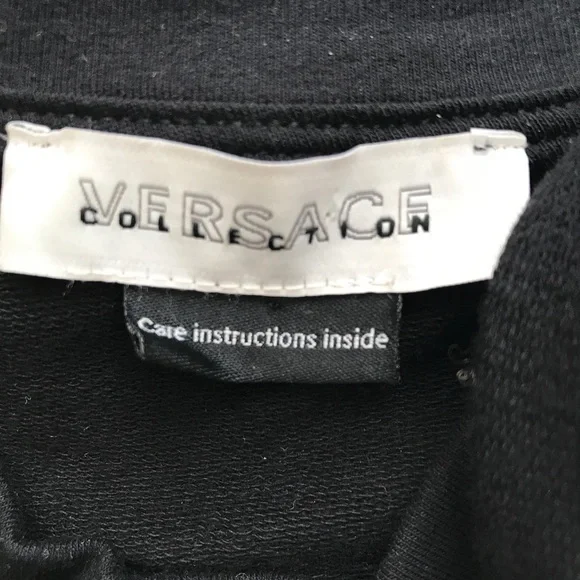 VERSACE
COLLECTION
Care instructions inside